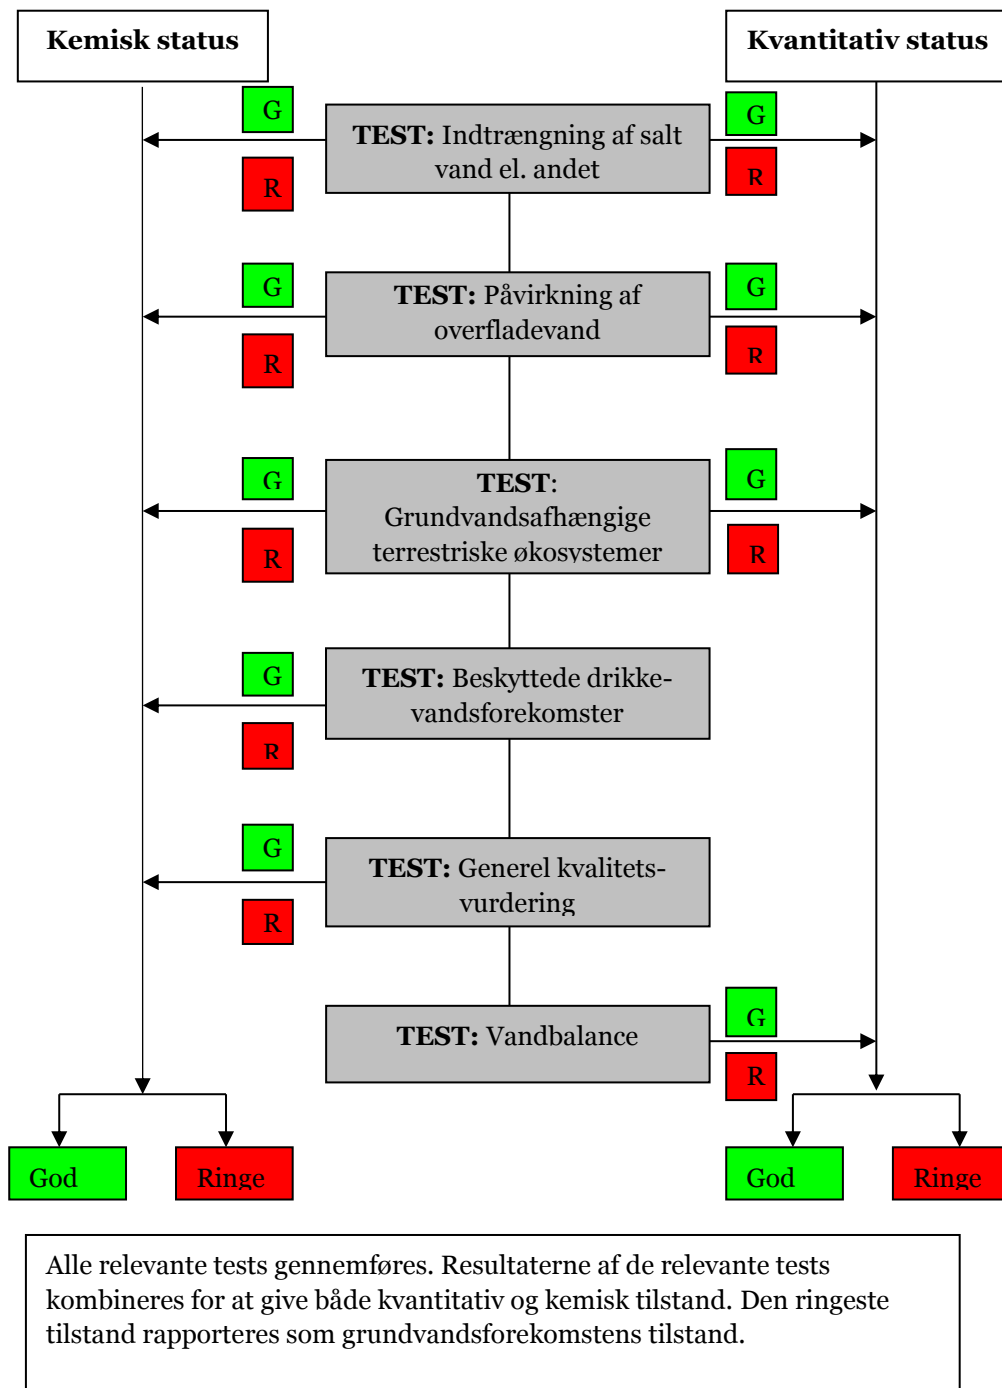 Kemisk status
Kvantitativ status
G
G
TEST: Indtrængning af salt
vand el. andet
R
R
G
G
TEST: Påvirkning af
overfladevand
R
R
G
G
TEST:
Grundvandsafhængige
terrestriske økosystemer
R
R
G
TEST: Beskyttede drikke-
vandsforekomster
R
G
TEST: Generel kvalitets-
vurdering
R
G
TEST: Vandbalance
R
God
Ringe
God
Ringe
Alle relevante tests gennemføres. Resultaterne af de relevante tests
kombineres for at give både kvantitativ og kemisk tilstand. Den ringeste
tilstand rapporteres som grundvandsforekomstens tilstand.